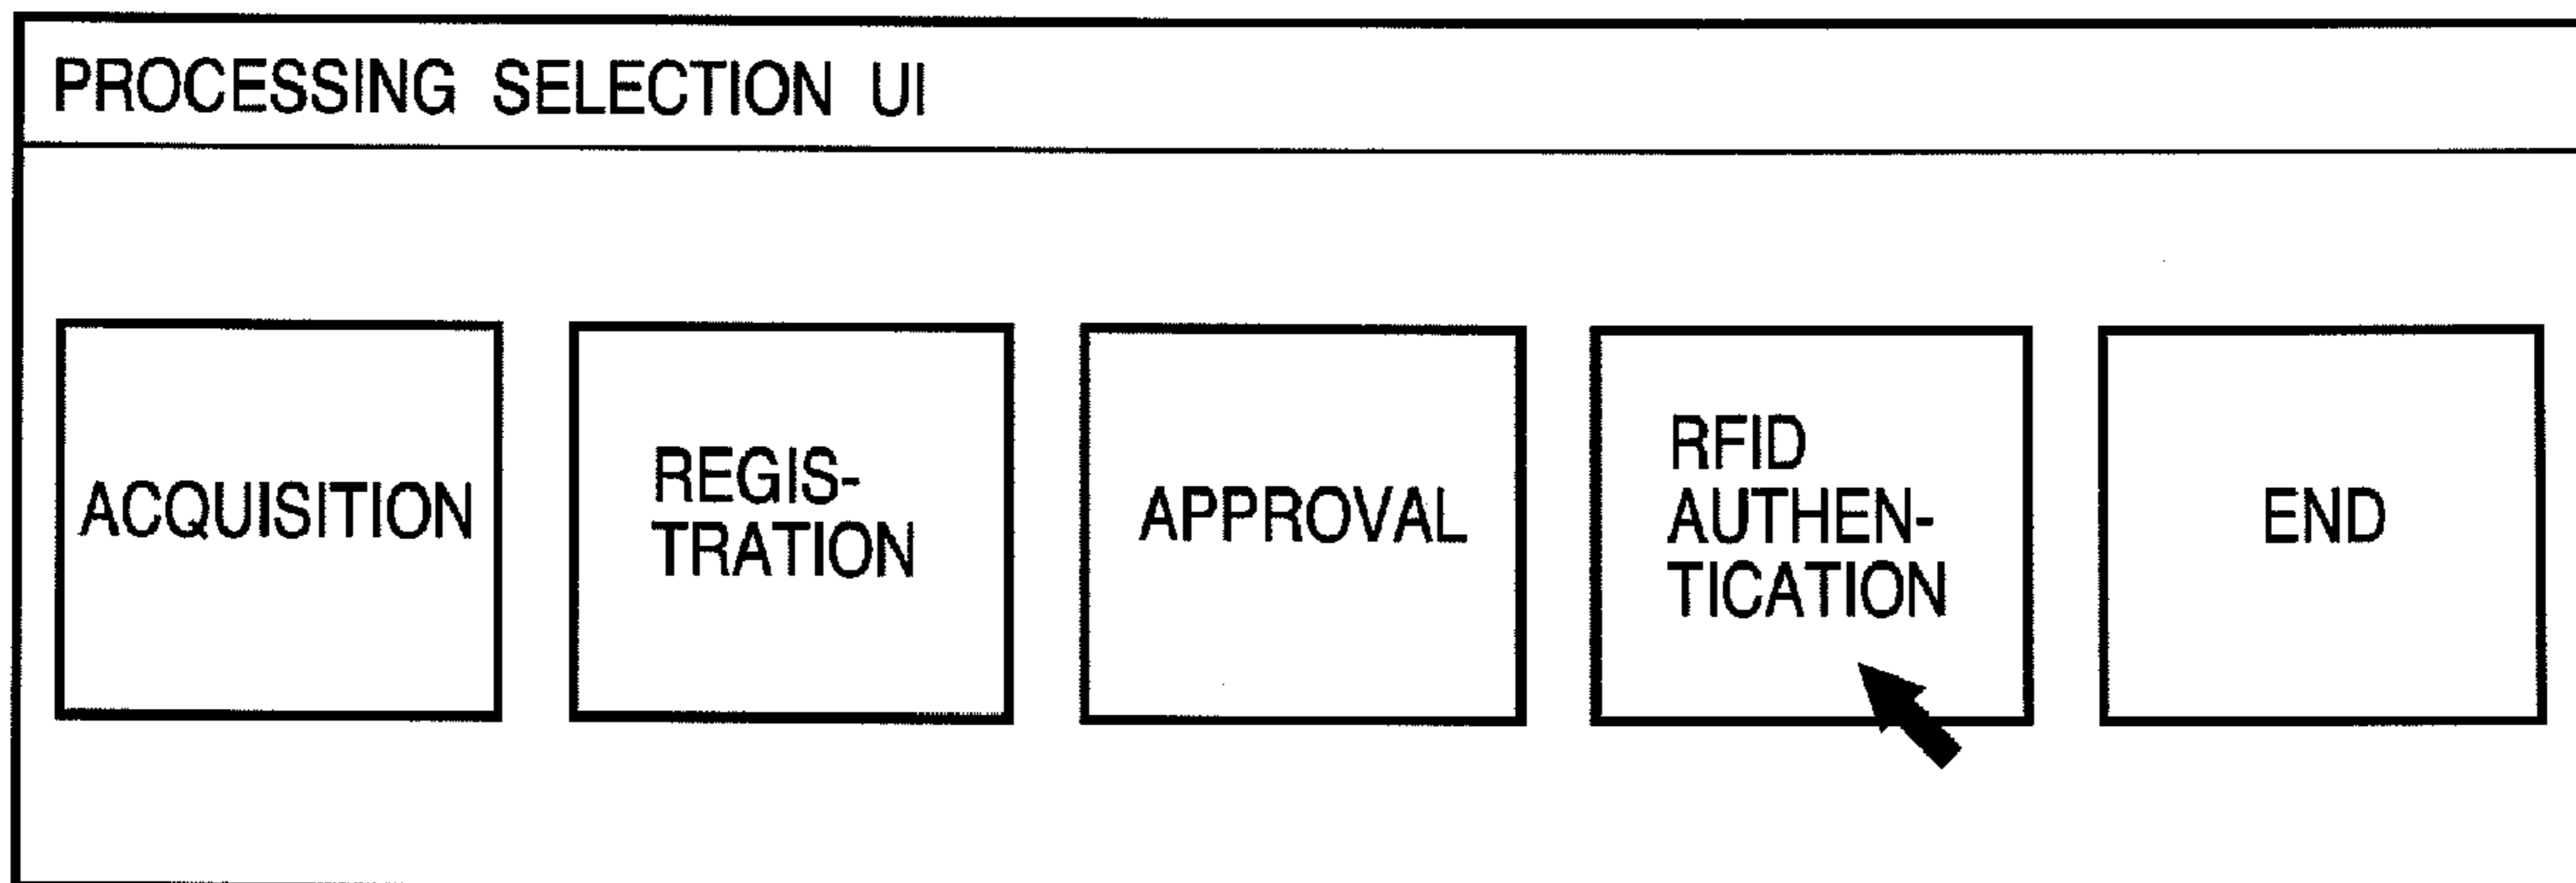 PROCESSING SELECTION UI
ACQUISITION
REGIS-
TRATION
APPROVAL
RFID
AUTHEN-
TICATION
END